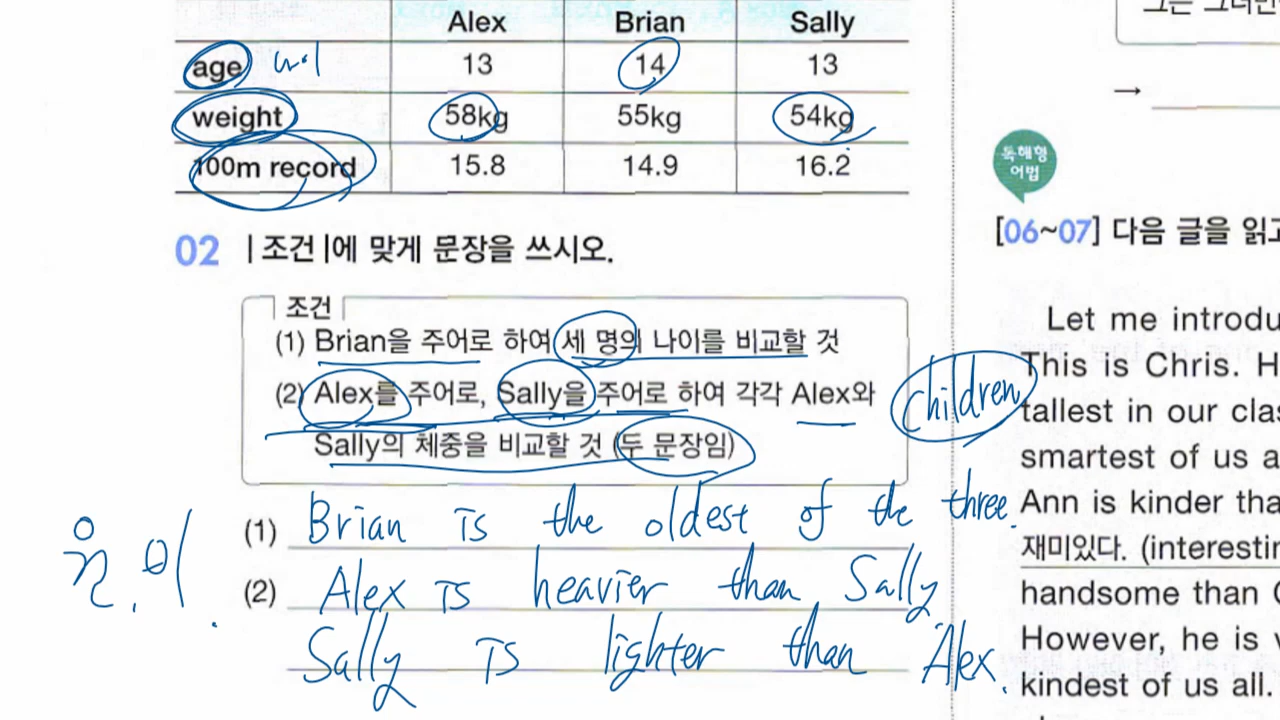 그는 그녀만
Alex Brian Sally
age 13 14 13
weight 58kg 55kg 54kg
100m record 15.8 14.9 16.2
02 |조건|에 맞게 문장을 쓰시오.
조건
(1) Brian을 주어로 하여 세 명의 나이를 비교할 것
(2) Alex를 주어로, Sally을 주어로 하여 각각 Alex와
Sally의 체중을 비교할 것 (두 문장임)
children
(1) Brian is the oldest of the three.
(2) Alex is heavier than Sally.
Sally is lighter than Alex.
→
독해형
어법
[06~07] 다음 글을 읽고
Let me introdu
This is Chris. H
tallest in our clas
smartest of us a
Ann is kinder tha
재미있다. (interestin
handsome than
However, he is v
kindest of us all.